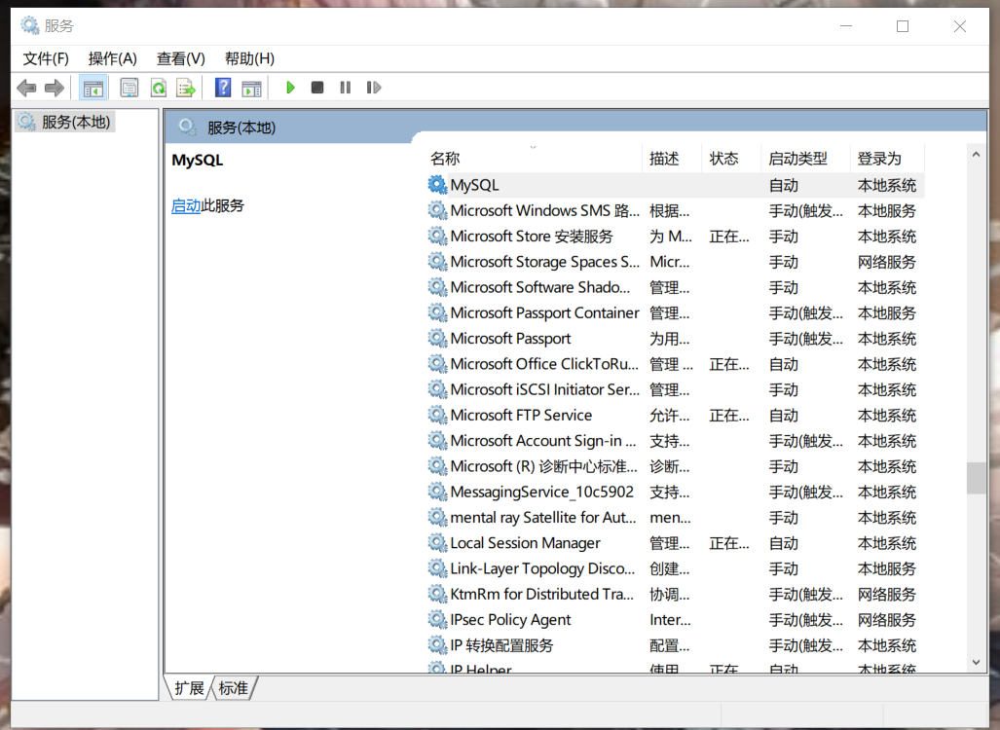 服务
文件(F) 操作(A) 查看(V) 帮助(H)
服务(本地)
服务(本地)
MySQL
启动此服务
名称 描述 状态 启动类型 登录为
MySQL 自动 本地系统
Microsoft Windows SMS 路... 根据... 手动(触发... 本地服务
Microsoft Store 安装服务 为 M... 正在... 手动 本地系统
Microsoft Storage Spaces S... Micr... 手动 网络服务
Microsoft Software Shado... 管理... 手动 本地系统
Microsoft Passport Container 管理... 手动(触发... 本地服务
Microsoft Passport 为用... 手动(触发... 本地系统
Microsoft Office ClickToRu... 管理 ... 正在... 自动 本地系统
Microsoft iSCSI Initiator Ser... 管理... 手动 本地系统
Microsoft FTP Service 允许... 正在... 自动 本地系统
Microsoft Account Sign-in ... 支持... 手动(触发... 本地系统
Microsoft (R) 诊断中心标准... 诊断... 手动 本地系统
MessagingService_10c5902 支持... 手动(触发... 本地系统
mental ray Satellite for Aut... men... 手动 本地系统
Local Session Manager 管理... 正在... 自动 本地系统
Link-Layer Topology Disco... 创建... 手动 本地服务
KtmRm for Distributed Tra... 协调... 手动(触发... 网络服务
IPsec Policy Agent Inter... 手动(触发... 网络服务
IP 转换配置服务 配置... 手动(触发... 本地系统
IP Helper 使用 正在 自动 本地系统
扩展 标准